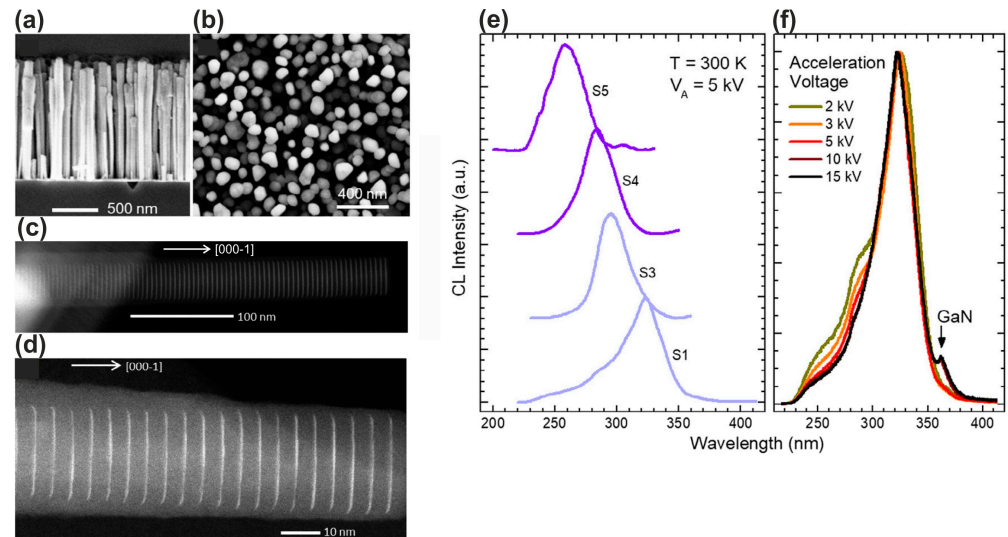 (a)
500 nm
(b)
400 nm
(c)
[000-1]
100 nm
(d)
[000-1]
10 nm
(e)
T = 300 K
V_A = 5 kV
S5
S4
S3
S1
CL Intensity (a.u.)
200 250 300 350 400
(f)
Acceleration
Voltage
2 kV
3 kV
5 kV
10 kV
15 kV
GaN
250 300 350 400
Wavelength (nm)